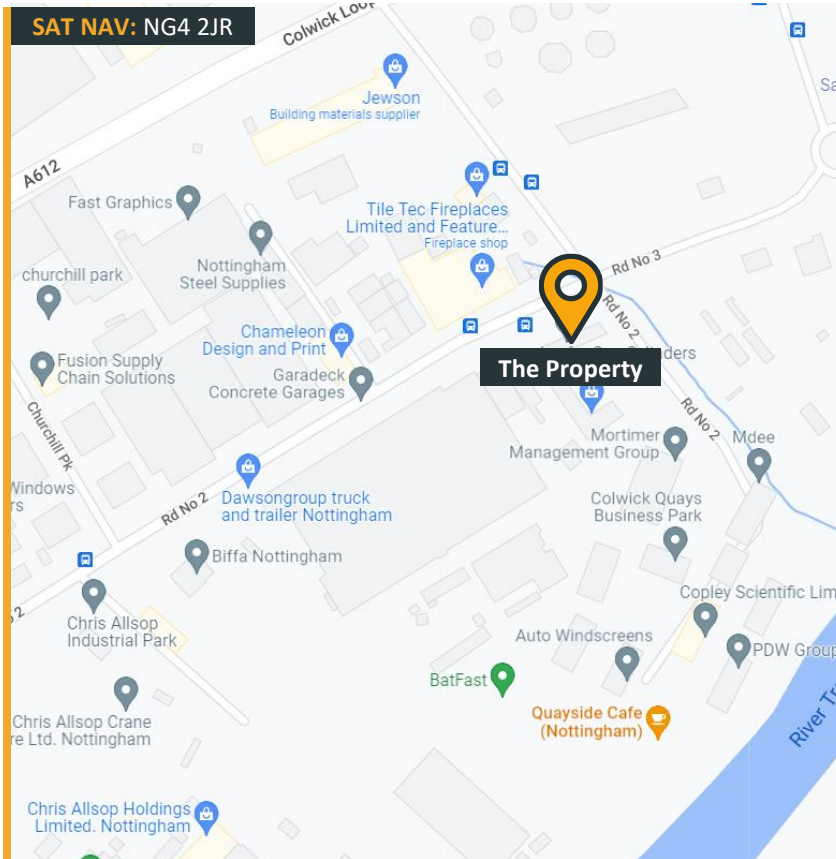 SAT NAV: NG4 2JR
Colwick Loop
Jewson
Building materials supplier
A612
Fast Graphics
Tile Tec Fireplaces
Limited and Feature...
Fireplace shop
Nottingham
Steel Supplies
Rd No 3
churchill park
Rd No 2
Chameleon
Design and Print
The Property
Fusion Supply
Chain Solutions
Garadeck
Concrete Garages
Rd No 2
Churchill Pk
Mortimer
Management Group
Mdee
Windows
Dawsongroup truck
and trailer Nottingham
Colwick Quays
Business Park
Rd No 2
Biffa Nottingham
Copley Scientific Lim
Chris Allsop
Industrial Park
Auto Windscreens
PDW Group
BatFast
Quayside Cafe
(Nottingham)
River Tr
Chris Allsop Crane
re Ltd. Nottingham
Chris Allsop Holdings
Limited. Nottingham